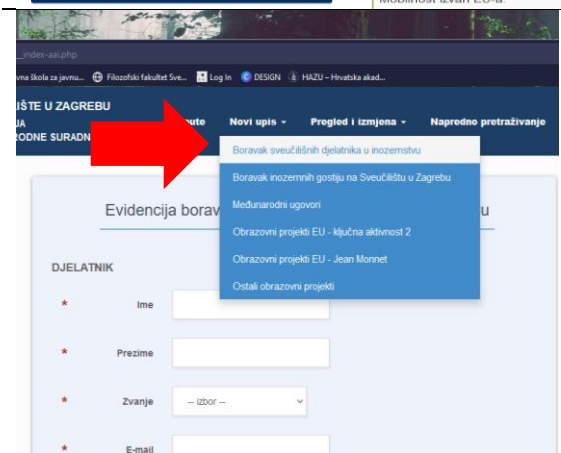 Mobilnost izvan EU-a.
_index-aai.php
vna škola za javnu... Filozofski fakultet Sve... Log In DESIGN HAZU – Hrvatska akad...
IŠTE U ZAGREBU
JA
RODNE SURADN
ute Novi upis Pregled i izmjena Napredno pretraživanje
Boravak sveučilišnih djelatnika u inozemstvu
Boravak inozemnih gostiju na Sveučilištu u Zagrebu
Međunarodni ugovori
Obrazovni projekti EU - ključna aktivnost 2
Obrazovni projekti EU - Jean Monnet
Ostali obrazovni projekti
Evidencija borav u
DJELATNIK
* Ime
* Prezime
* Zvanje -- izbor --
* E-mail